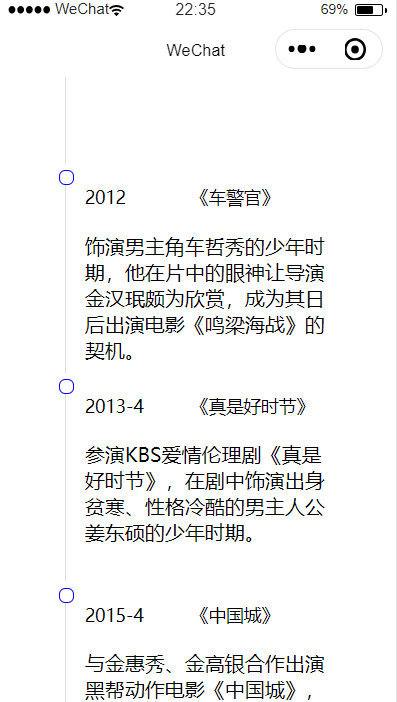 WeChat 22:35 69%
WeChat
2012 《车警官》
饰演男主角车哲秀的少年时
期，他在片中的眼神让导演
金汉珉颇为欣赏，成为其日
后出演电影《鸣梁海战》的
契机。
2013-4 《真是好时节》
参演KBS爱情伦理剧《真是
好时节》，在剧中饰演出身
贫寒、性格冷酷的男主人公
姜东硕的少年时期。
2015-4 《中国城》
与金惠秀、金高银合作出演
黑帮动作电影《中国城》，